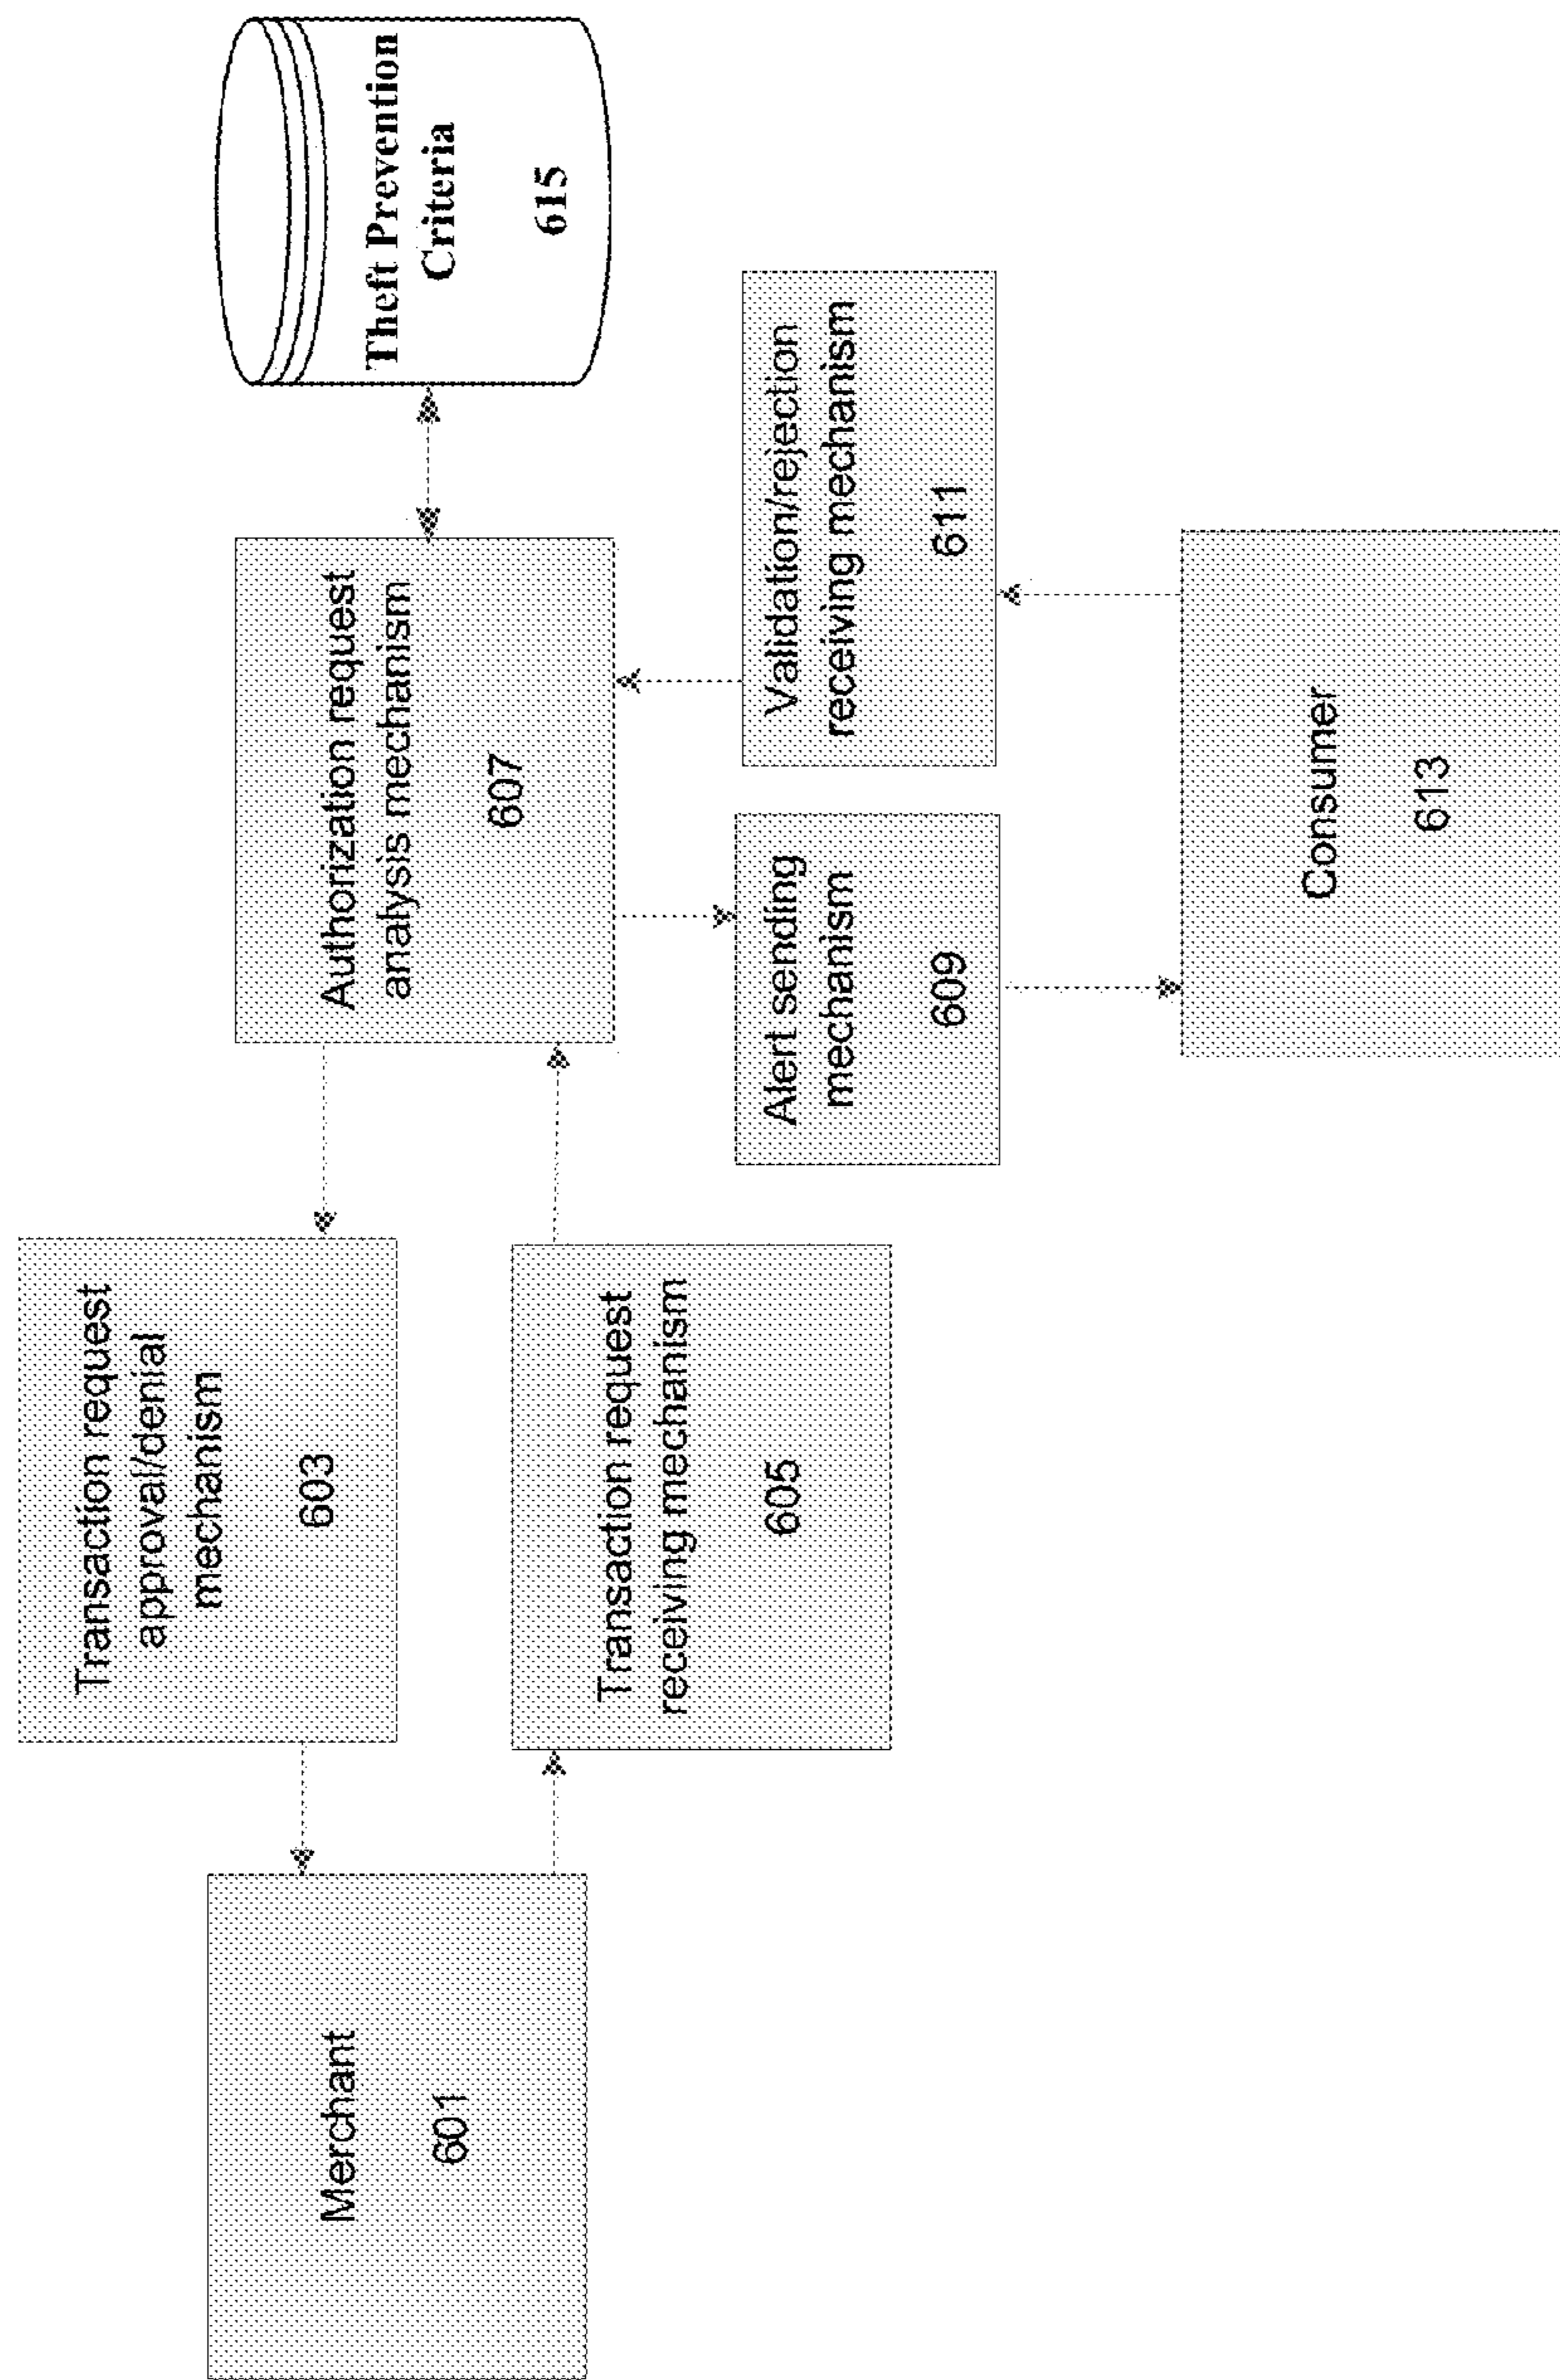 Merchant
601
Transaction request
approval/denial
mechanism
603
Transaction request
receiving mechanism
605
Authorization request
analysis mechanism
607
Theft Prevention
Criteria
615
Alert sending
mechanism
609
Validation/rejection
receiving mechanism
611
Consumer
613